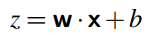 z = w · x + b